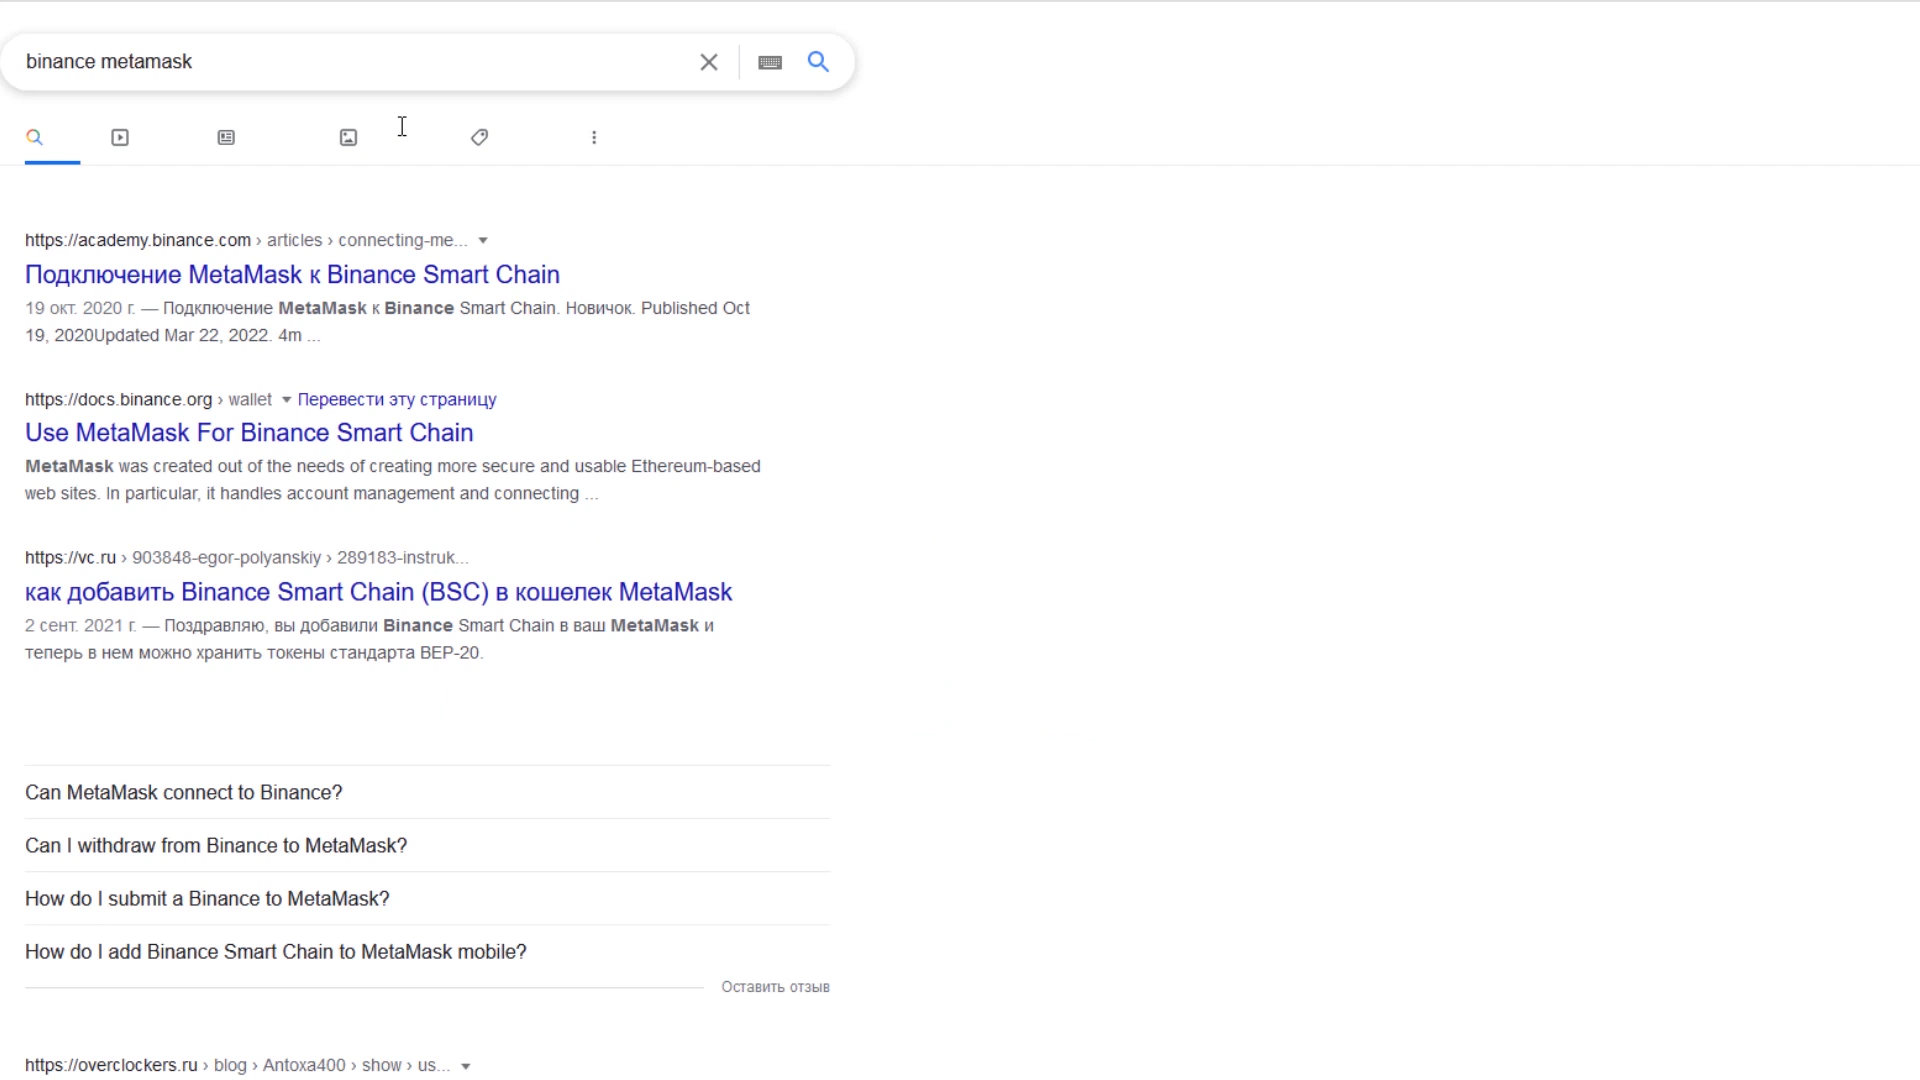 binance metamask
https://academy.binance.com › articles › connecting-me...
Подключение MetaMask к Binance Smart Chain
19 окт. 2020 г. — Подключение MetaMask к Binance Smart Chain. Новичок. Published Oct
19, 2020Updated Mar 22, 2022. 4m ...
https://docs.binance.org › wallet Перевести эту страницу
Use MetaMask For Binance Smart Chain
MetaMask was created out of the needs of creating more secure and usable Ethereum-based
web sites. In particular, it handles account management and connecting ...
https://vc.ru › 903848-egor-polyanskiy › 289183-instruk...
как добавить Binance Smart Chain (BSC) в кошелек MetaMask
2 сент. 2021 г. — Поздравляю, вы добавили Binance Smart Chain в ваш MetaMask и
теперь в нем можно хранить токены стандарта BEP-20.
Can MetaMask connect to Binance?
Can I withdraw from Binance to MetaMask?
How do I submit a Binance to MetaMask?
How do I add Binance Smart Chain to MetaMask mobile?
Оставить отзыв
https://overclockers.ru › blog › Antoxa400 › show › us...